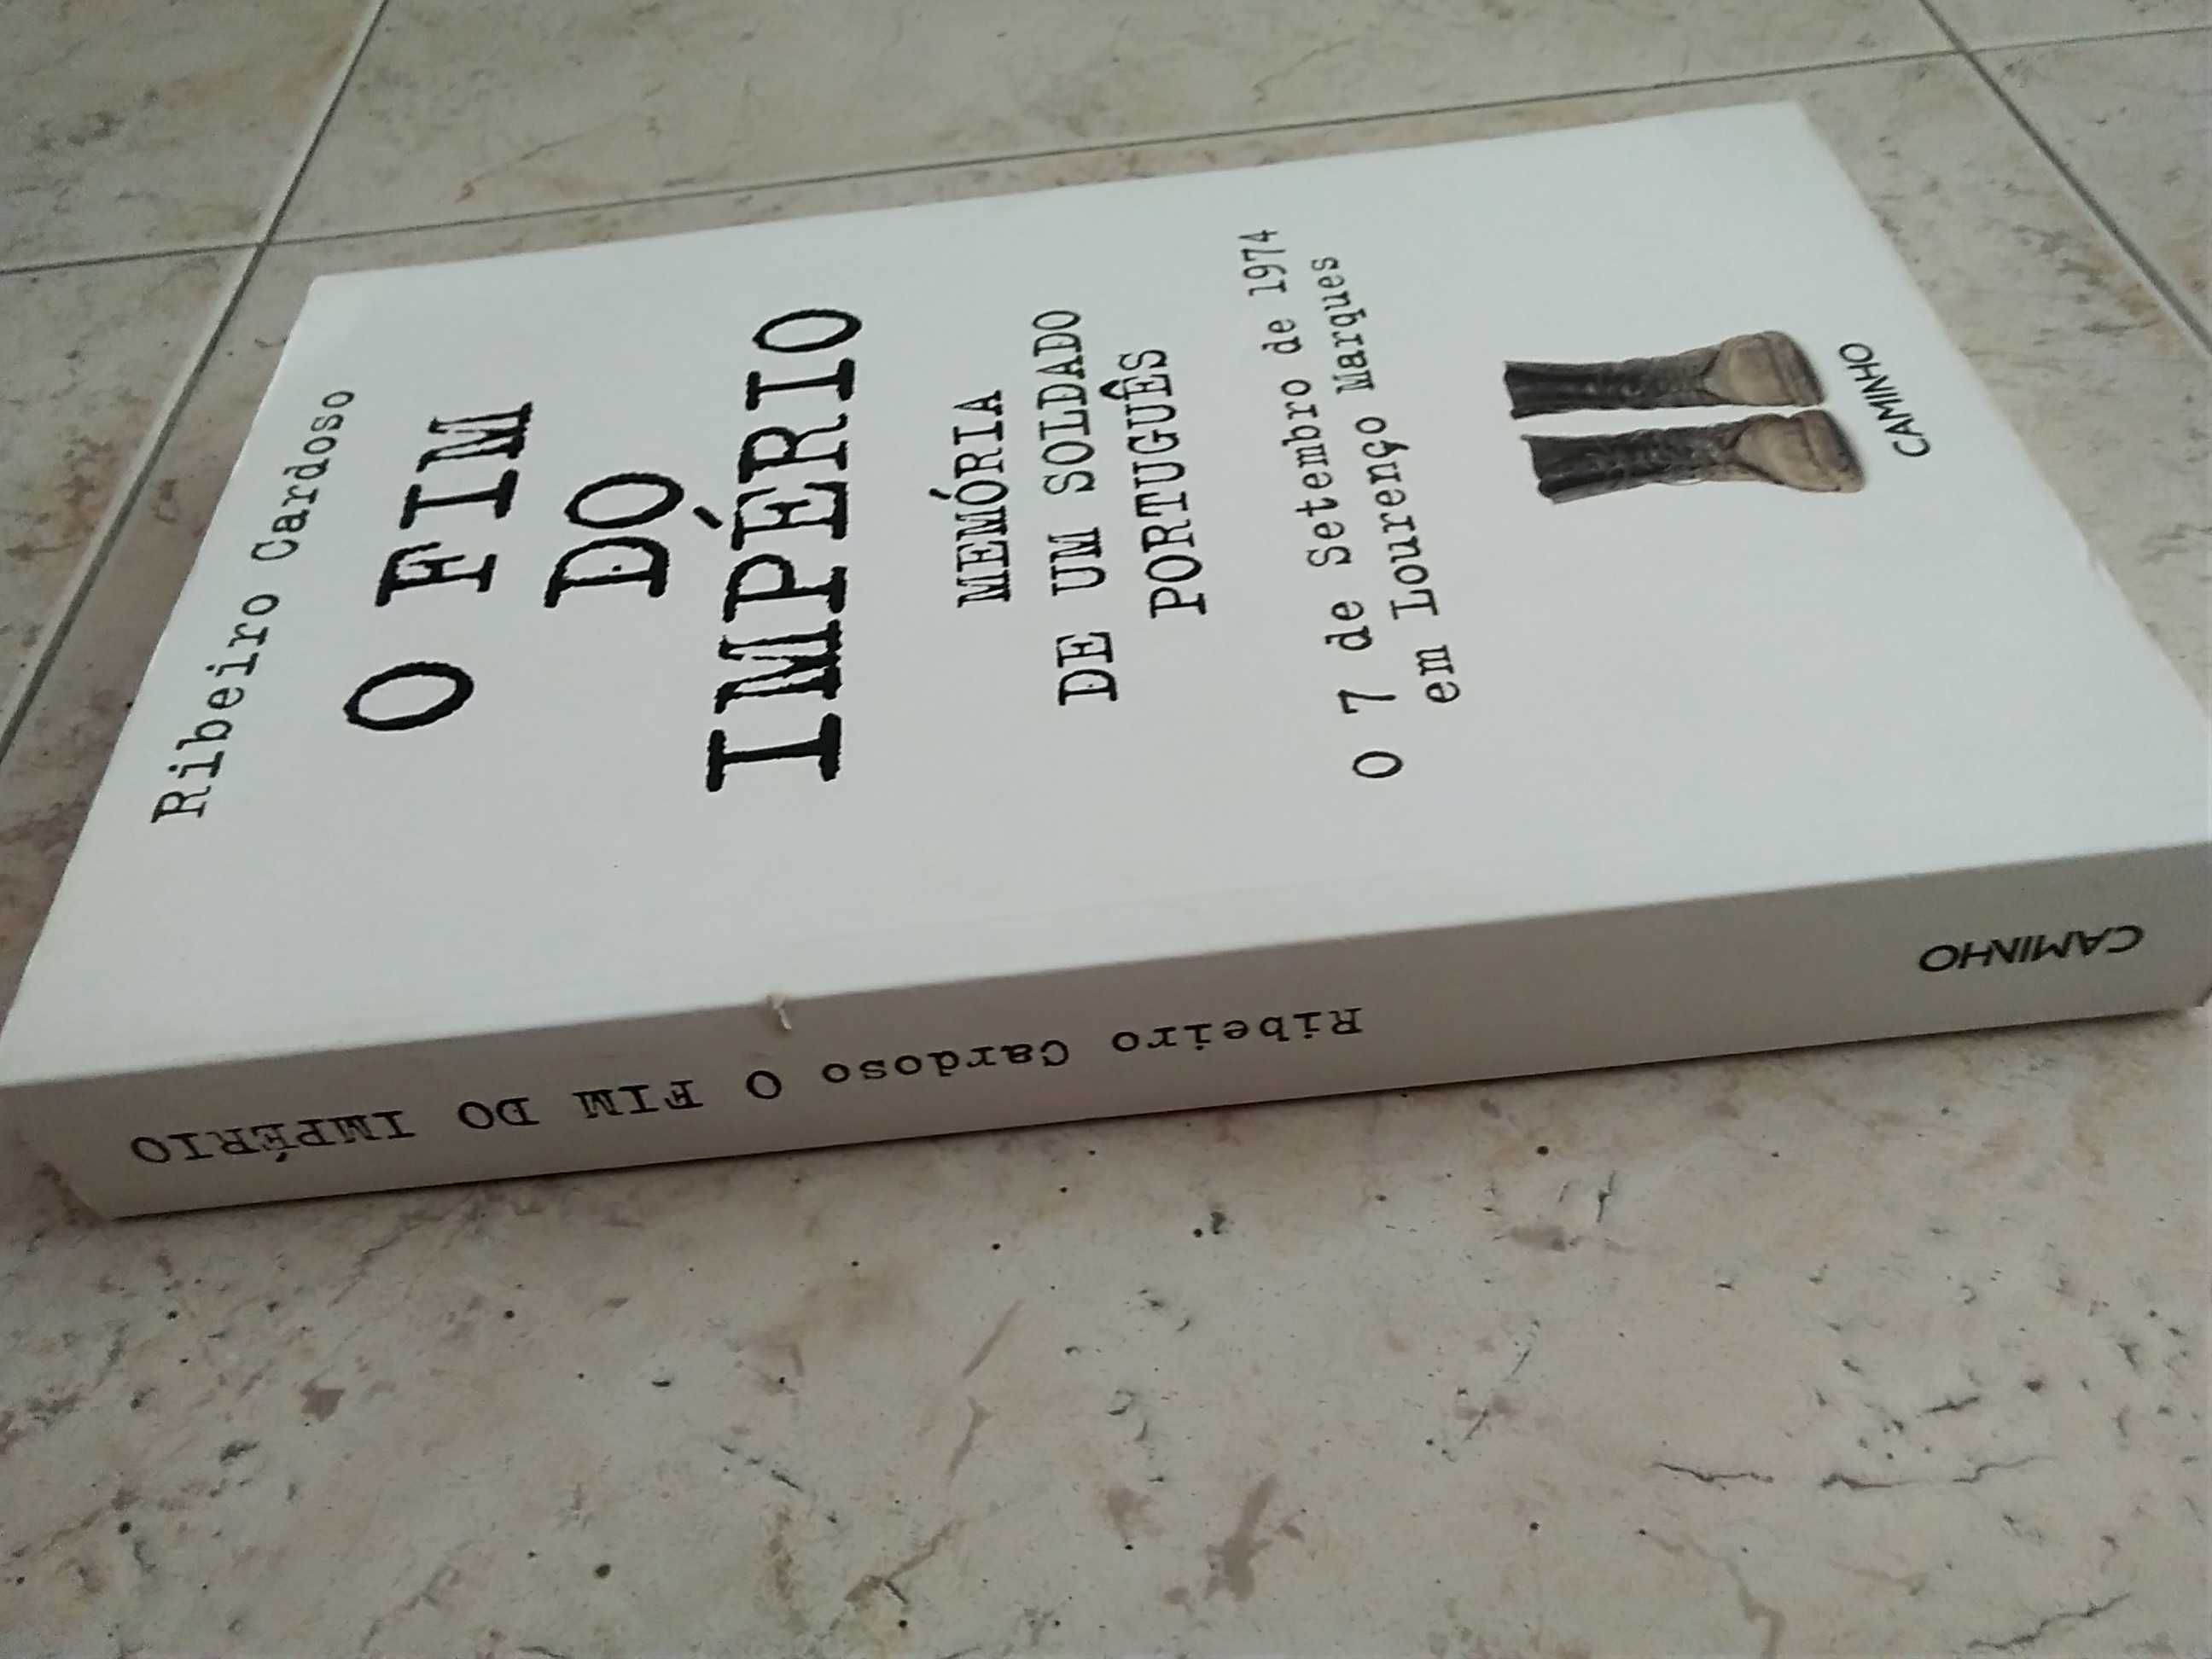 Ribeiro Cardoso
O FIM
DO
IMPÉRIO
MEMÓRIA
DE UM SOLDADO
PORTUGUÊS
O 7 de Setembro de 1974
em Lourenço Marques
CAMINHO
CAMINHO
Ribeiro Cardoso O FIM DO IMPÉRIO